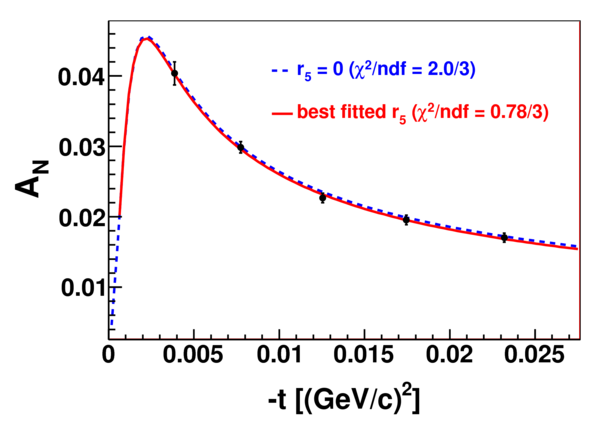 A_N
0.04
0.03
0.02
0.01
r₅ = 0 (χ²/ndf = 2.0/3)
best fitted r₅ (χ²/ndf = 0.78/3)
0 0.005 0.01 0.015 0.02 0.025
-t [(GeV/c)²]